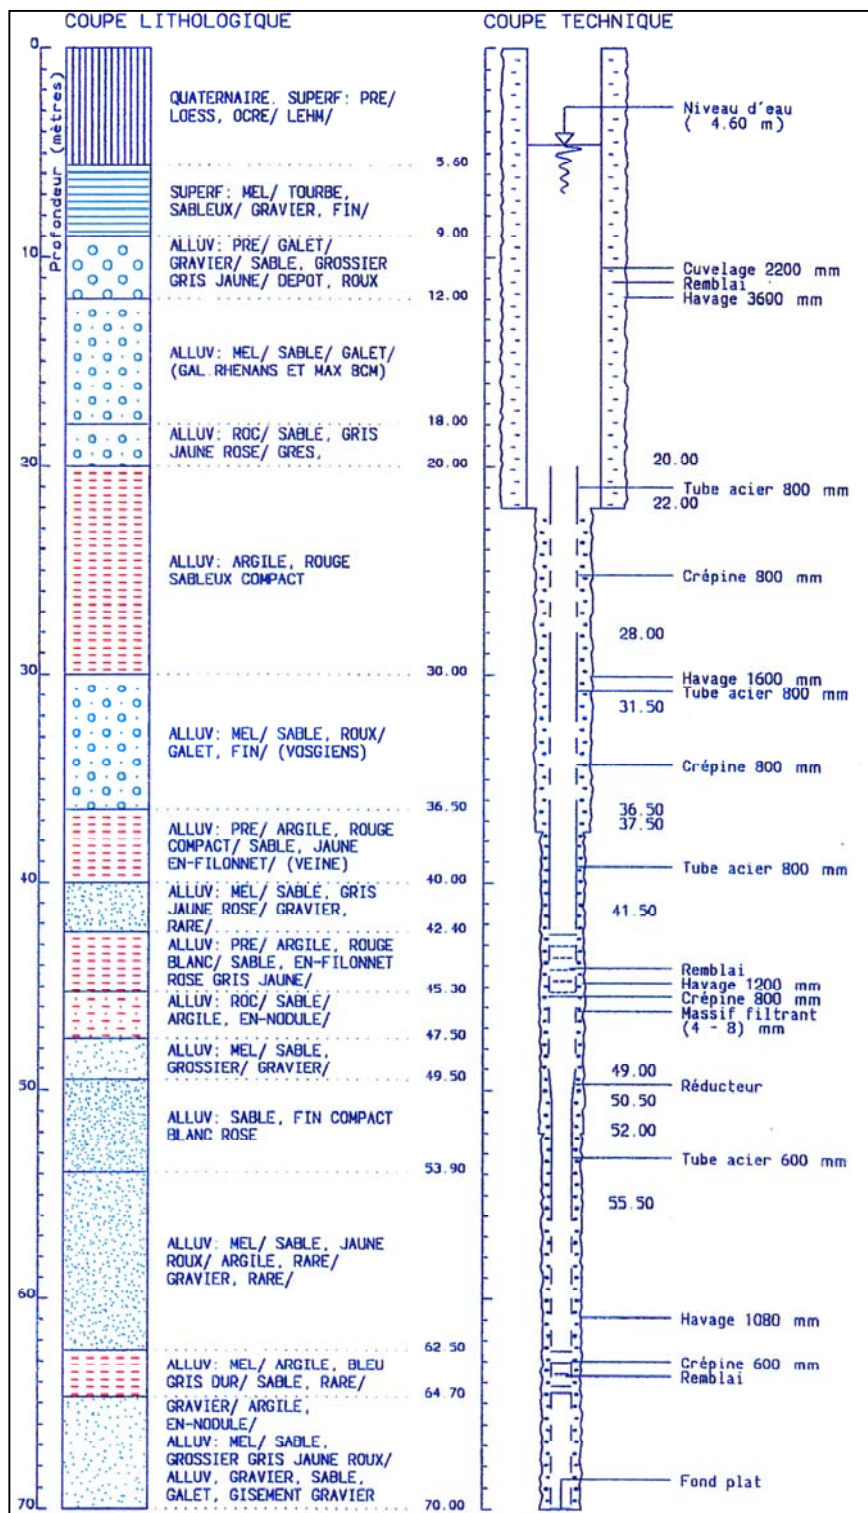 COUPE LITHOLOGIQUE
Profondeur (mètres)
0
10
20
30
40
50
60
70
QUATERNAIRE. SUPERF: PRE/
LOESS, OCRE/ LEHM/
5.60
SUPERF: MEL/ TOURBE,
SABLEUX/ GRAVIER, FIN/
9.00
ALLUV: PRE/ GALET/
GRAVIER/ SABLE, GROSSIER
GRIS JAUNE/ DEPOT, ROUX
12.00
ALLUV: MEL/ SABLE/ GALET/
(GAL.RHENANS ET MAX 8CM)
18.00
ALLUV: ROC/ SABLE, GRIS
JAUNE ROSE/ GRES,
20.00
ALLUV: ARGILE, ROUGE
SABLEUX COMPACT
30.00
ALLUV: MEL/ SABLE, ROUX/
GALET, FIN/ (VOSGIENS)
36.50
ALLUV: PRE/ ARGILE, ROUGE
COMPACT/ SABLE, JAUNE
EN-FILONNET/ (VEINE)
40.00
ALLUV: MEL/ SABLE, GRIS
JAUNE ROSE/ GRAVIER,
RARE/
42.40
ALLUV: PRE/ ARGILE, ROUGE
BLANC/ SABLE, EN-FILONNET
ROSE GRIS JAUNE/
45.30
ALLUV: ROC/ SABLE/
ARGILE, EN-NODULE/
47.50
ALLUV: MEL/ SABLE,
GROSSIER/ GRAVIER/
49.50
ALLUV: SABLE, FIN COMPACT
BLANC ROSE
53.90
ALLUV: MEL/ SABLE, JAUNE
ROUX/ ARGILE, RARE/
GRAVIER, RARE/
62.50
ALLUV: MEL/ ARGILE, BLEU
GRIS DUR/ SABLE, RARE/
64.70
GRAVIER/ ARGILE,
EN-NODULE/
ALLUV: MEL/ SABLE,
GROSSIER GRIS JAUNE ROUX/
ALLUV, GRAVIER, SABLE,
GALET, GISEMENT GRAVIER
70.00
COUPE TECHNIQUE
Niveau d'eau
( 4.60 m)
Cuvelage 2200 mm
Remblai
Havage 3600 mm
20.00
Tube acier 800 mm
22.00
Crépine 800 mm
28.00
Havage 1600 mm
Tube acier 800 mm
31.50
Crépine 800 mm
36.50
37.50
Tube acier 800 mm
41.50
Remblai
Havage 1200 mm
Crépine 800 mm
Massif filtrant
(4 - 8) mm
49.00
Réducteur
50.50
52.00
Tube acier 600 mm
55.50
Havage 1080 mm
Crépine 600 mm
Remblai
Fond plat